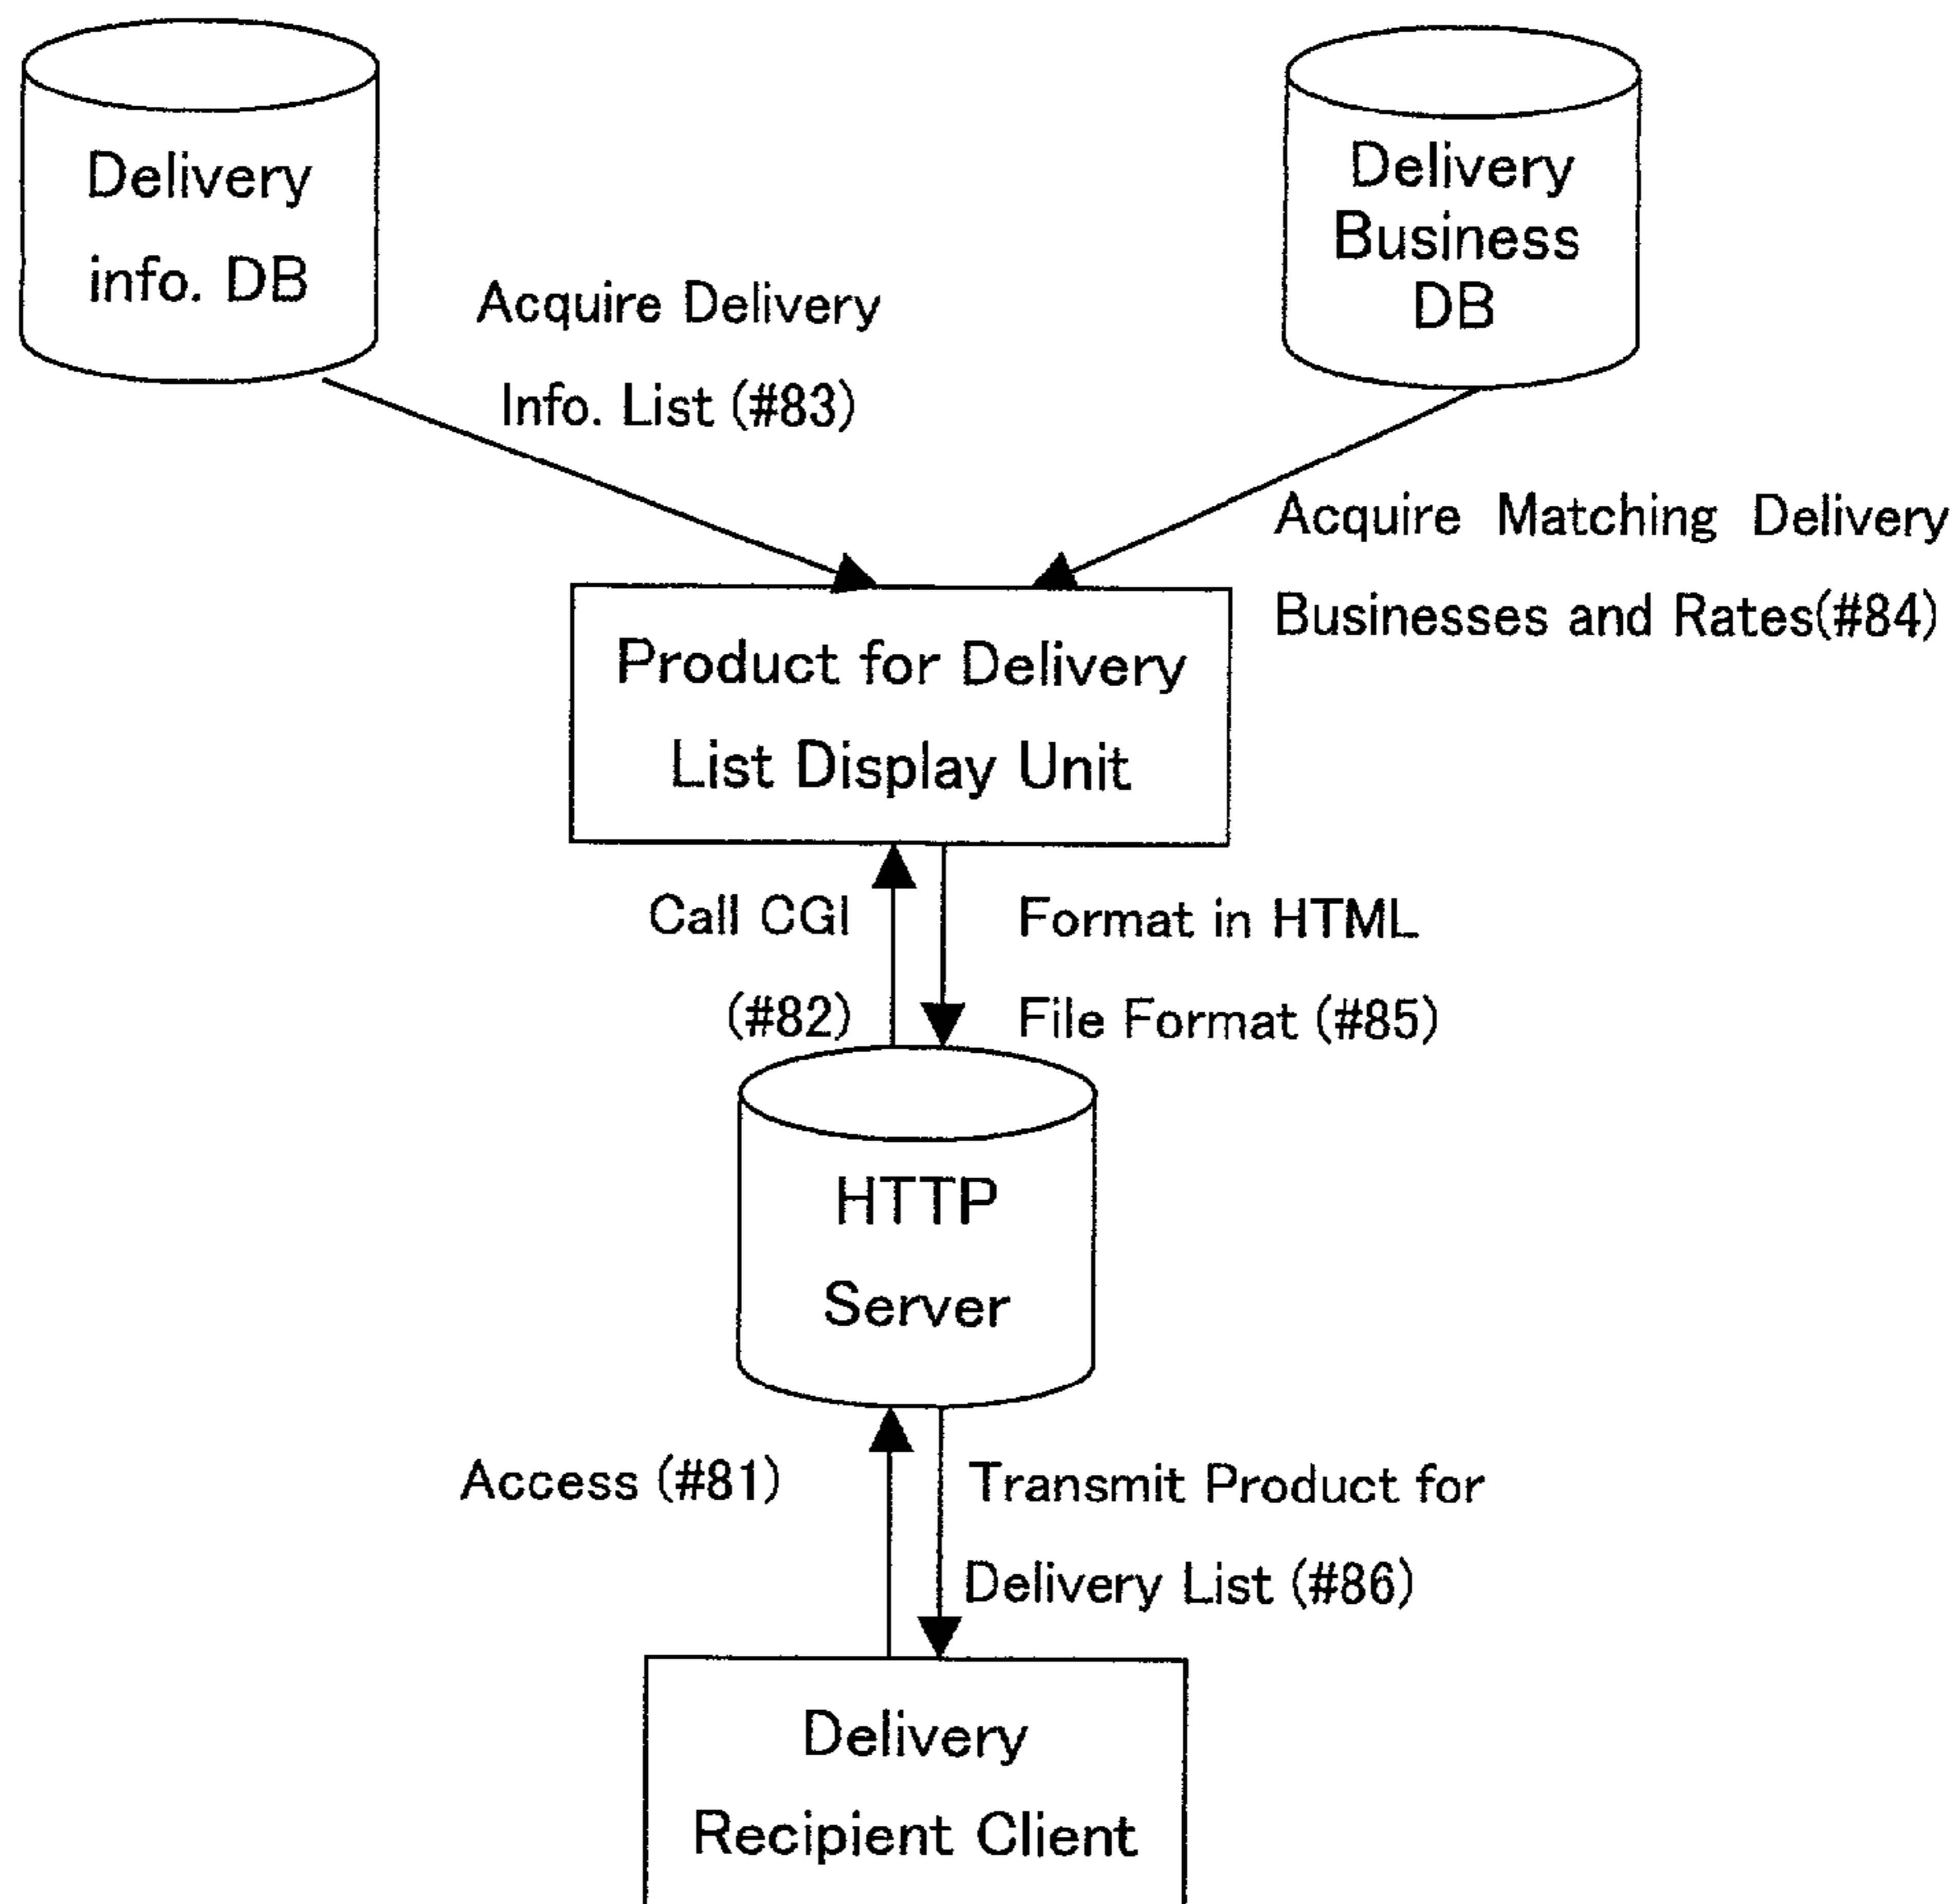 Delivery
info. DB
Delivery
Business
DB
Acquire Delivery
Info. List (#83)
Acquire Matching Delivery
Businesses and Rates(#84)
Product for Delivery
List Display Unit
Call CGI
(#82)
Format in HTML
File Format (#85)
HTTP
Server
Access (#81)
Transmit Product for
Delivery List (#86)
Delivery
Recipient Client